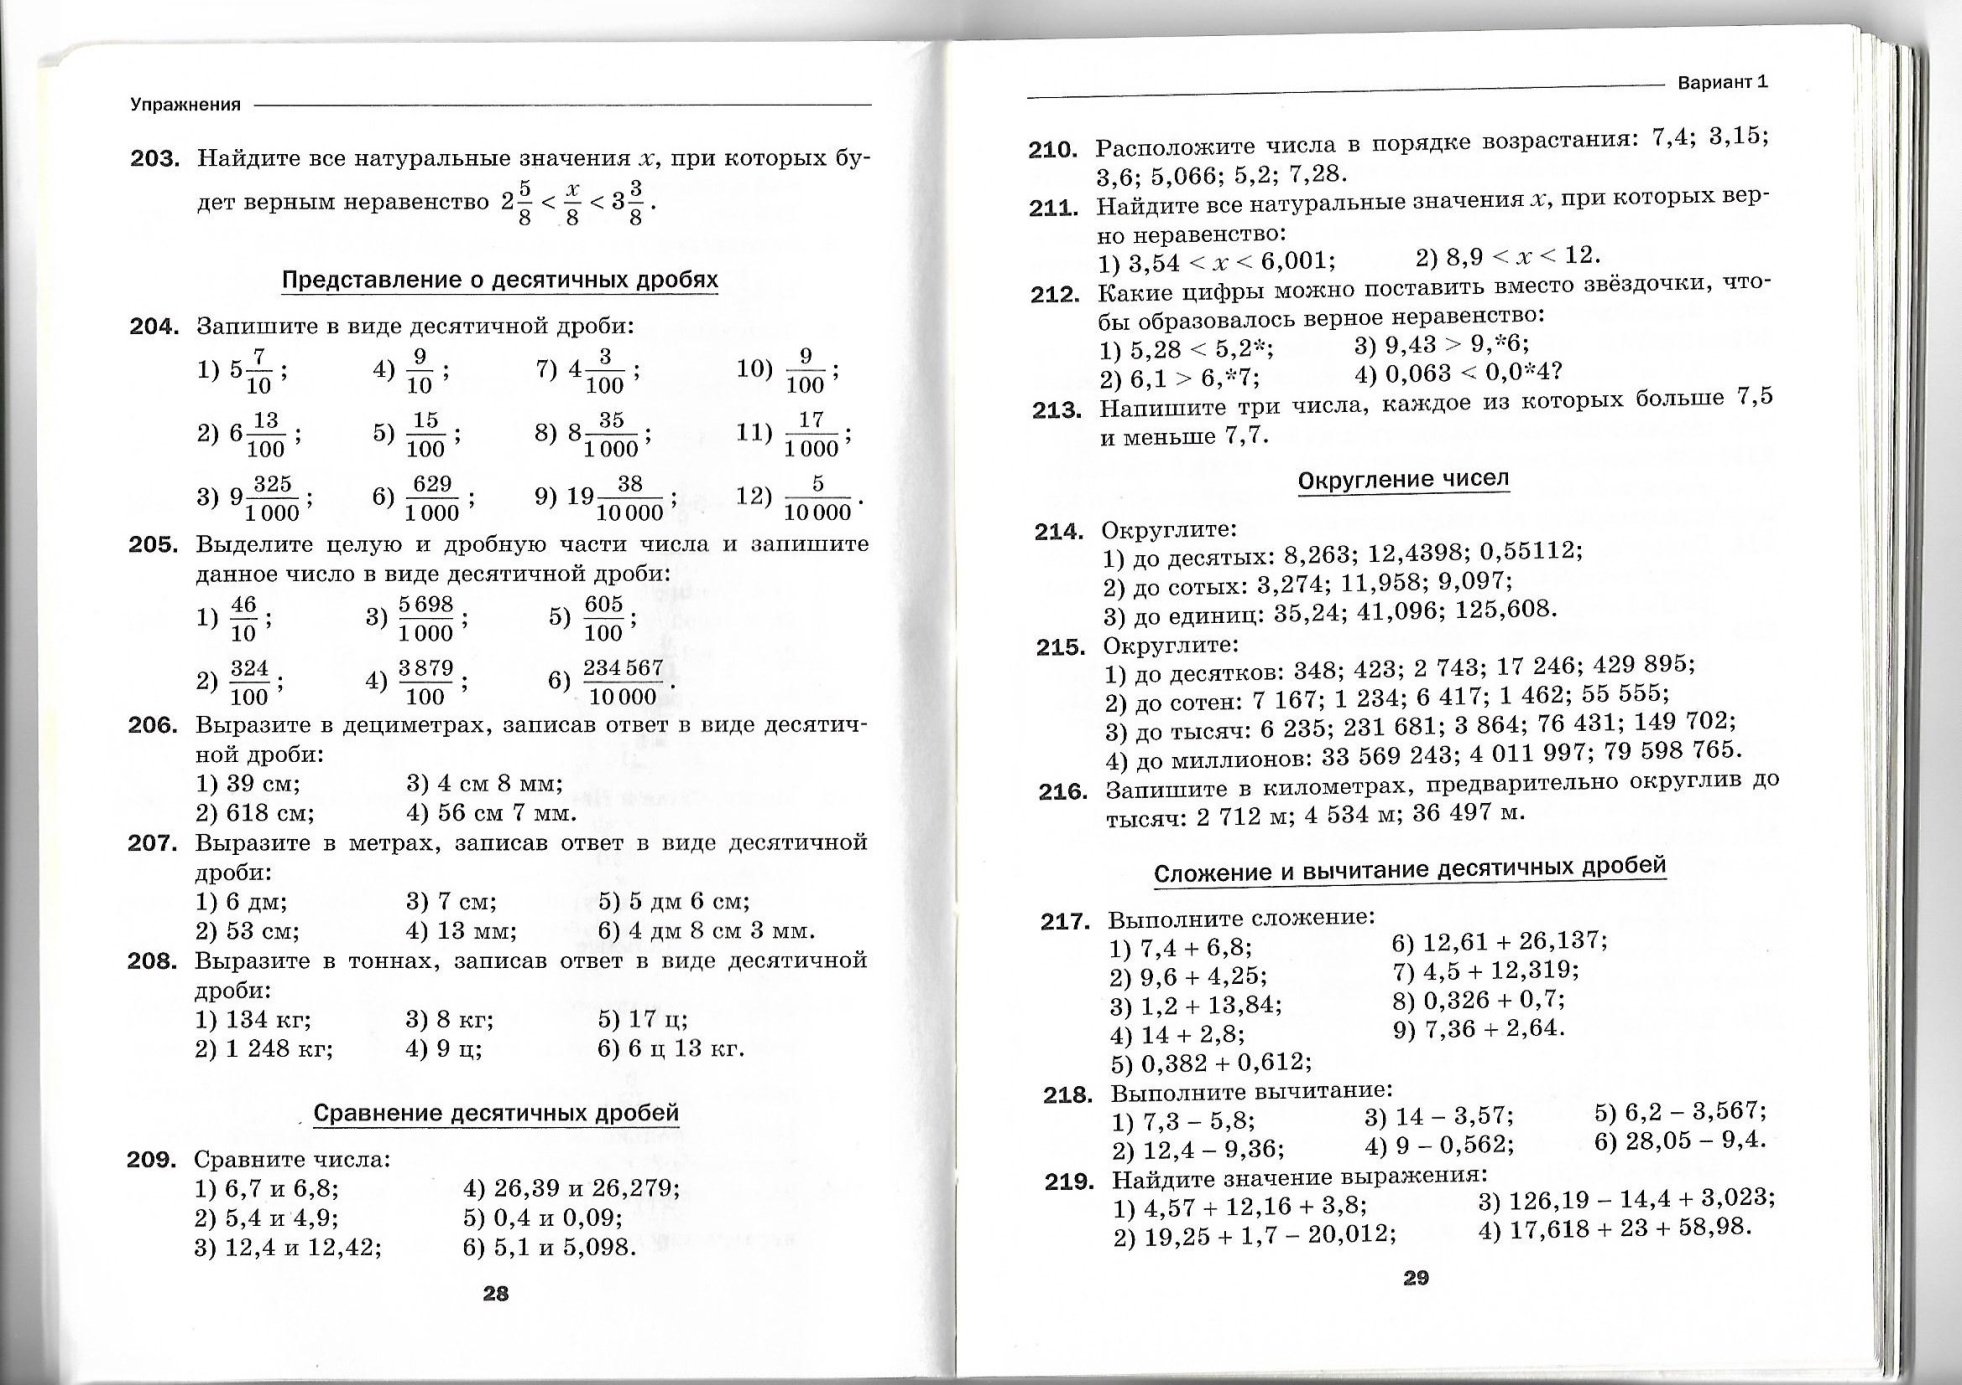 Упражнения
203. Найдите все натуральные значения x, при которых бу-
дет верным неравенство 2 5/8 < x/8 < 3 3/8.
Представление о десятичных дробях
204. Запишите в виде десятичной дроби:
1) 5 7/10; 4) 9/10; 7) 4 3/100; 10) 9/100;
2) 6 13/100; 5) 15/100; 8) 8 35/1000; 11) 17/1000;
3) 9 325/1000; 6) 629/1000; 9) 19 38/10000; 12) 5/10000.
205. Выделите целую и дробную части числа и запишите
данное число в виде десятичной дроби:
1) 46/10; 3) 5698/1000; 5) 605/100;
2) 324/100; 4) 3879/100; 6) 234567/10000.
206. Выразите в дециметрах, записав ответ в виде десятич-
ной дроби:
1) 39 см; 3) 4 см 8 мм;
2) 618 см; 4) 56 см 7 мм.
207. Выразите в метрах, записав ответ в виде десятичной
дроби:
1) 6 дм; 3) 7 см; 5) 5 дм 6 см;
2) 53 см; 4) 13 мм; 6) 4 дм 8 см 3 мм.
208. Выразите в тоннах, записав ответ в виде десятичной
дроби:
1) 134 кг; 3) 8 кг; 5) 17 ц;
2) 1 248 кг; 4) 9 ц; 6) 6 ц 13 кг.
Сравнение десятичных дробей
209. Сравните числа:
1) 6,7 и 6,8; 4) 26,39 и 26,279;
2) 5,4 и 4,9; 5) 0,4 и 0,09;
3) 12,4 и 12,42; 6) 5,1 и 5,098.
28
Вариант 1
210. Расположите числа в порядке возрастания: 7,4; 3,15;
3,6; 5,066; 5,2; 7,28.
211. Найдите все натуральные значения x, при которых вер-
но неравенство:
1) 3,54 < x < 6,001; 2) 8,9 < x < 12.
212. Какие цифры можно поставить вместо звёздочки, что-
бы образовалось верное неравенство:
1) 5,28 < 5,2*; 3) 9,43 > 9,*6;
2) 6,1 > 6,*7; 4) 0,063 < 0,0*4?
213. Напишите три числа, каждое из которых больше 7,5
и меньше 7,7.
Округление чисел
214. Округлите:
1) до десятых: 8,263; 12,4398; 0,55112;
2) до сотых: 3,274; 11,958; 9,097;
3) до единиц: 35,24; 41,096; 125,608.
215. Округлите:
1) до десятков: 348; 423; 2 743; 17 246; 429 895;
2) до сотен: 7 167; 1 234; 6 417; 1 462; 55 555;
3) до тысяч: 6 235; 231 681; 3 864; 76 431; 149 702;
4) до миллионов: 33 569 243; 4 011 997; 79 598 765.
216. Запишите в километрах, предварительно округлив до
тысяч: 2 712 м; 4 534 м; 36 497 м.
Сложение и вычитание десятичных дробей
217. Выполните сложение:
1) 7,4 + 6,8; 6) 12,61 + 26,137;
2) 9,6 + 4,25; 7) 4,5 + 12,319;
3) 1,2 + 13,84; 8) 0,326 + 0,7;
4) 14 + 2,8; 9) 7,36 + 2,64.
5) 0,382 + 0,612;
218. Выполните вычитание:
1) 7,3 – 5,8; 3) 14 – 3,57; 5) 6,2 – 3,567;
2) 12,4 – 9,36; 4) 9 – 0,562; 6) 28,05 – 9,4.
219. Найдите значение выражения:
1) 4,57 + 12,16 + 3,8; 3) 126,19 – 14,4 + 3,023;
2) 19,25 + 1,7 – 20,012; 4) 17,618 + 23 + 58,98.
29